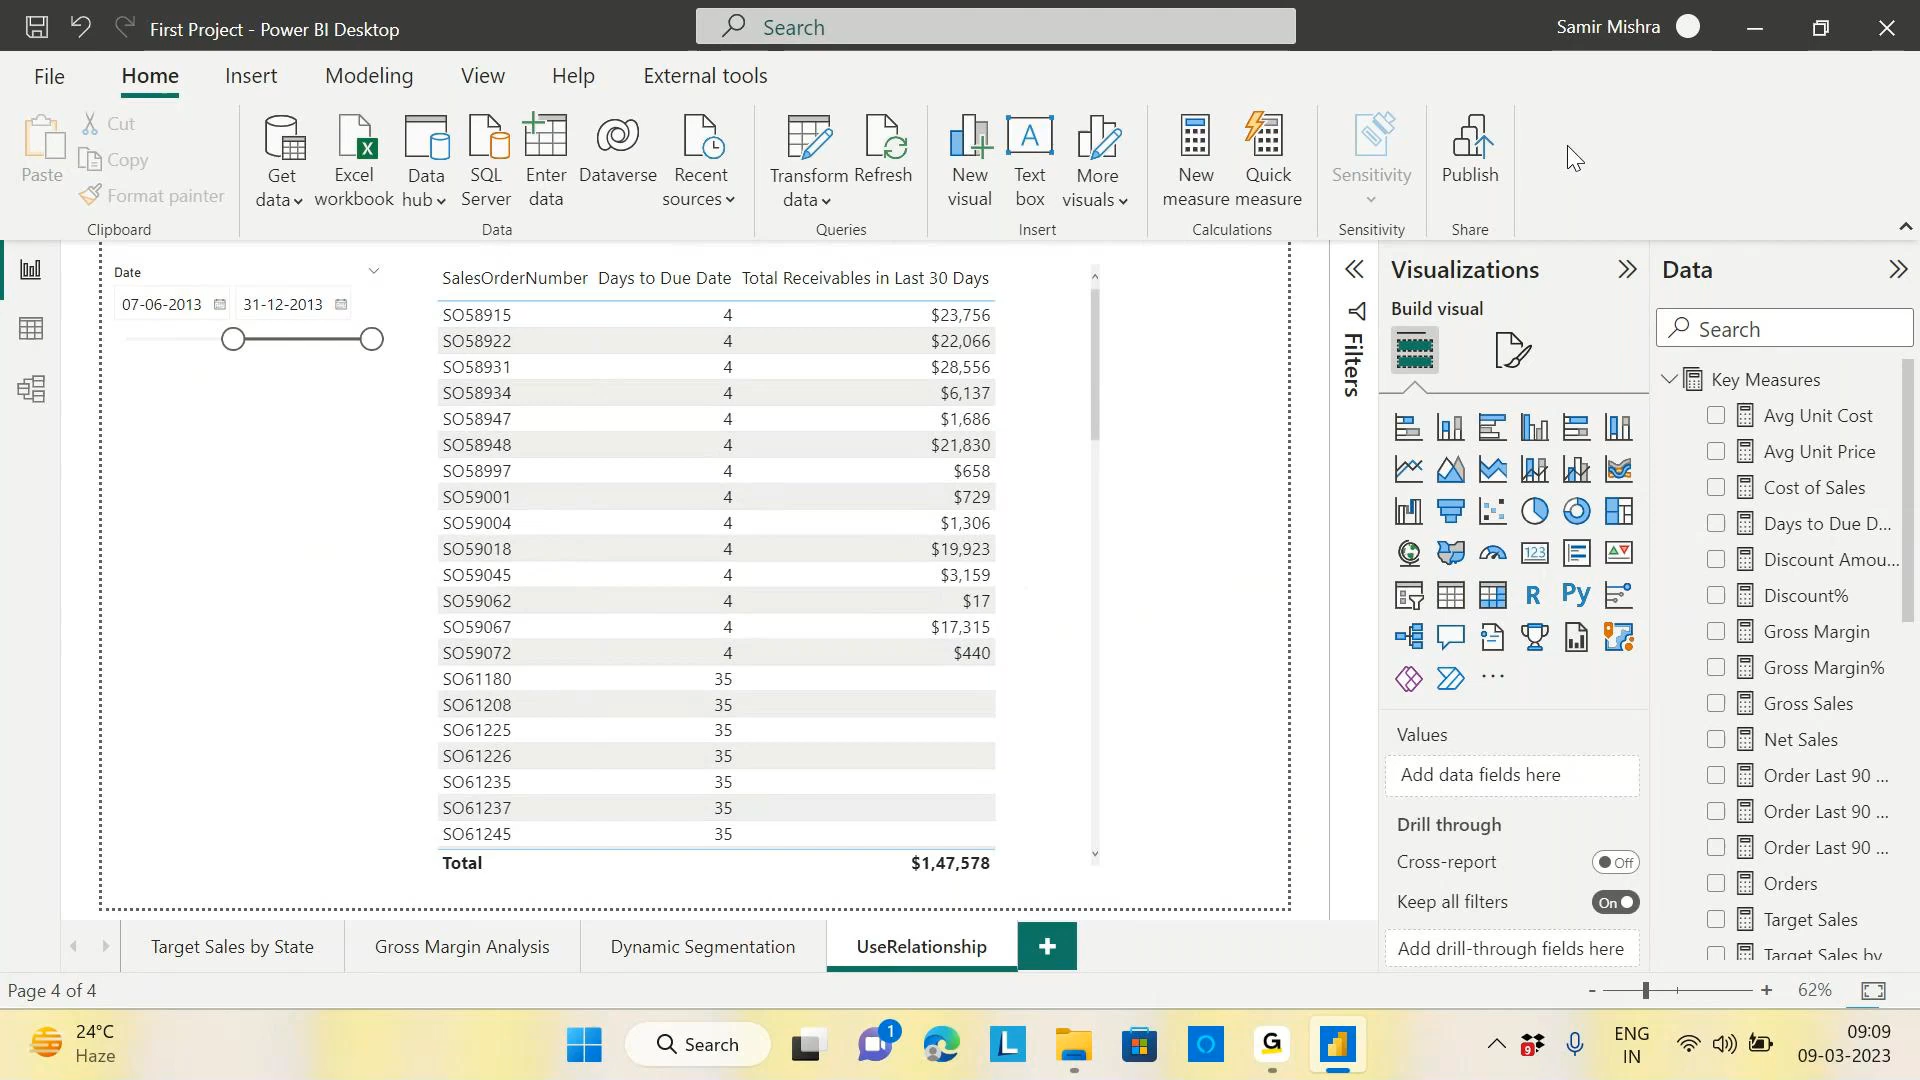 First Project - Power BI Desktop
Search
Samir Mishra
File Home Insert Modeling View Help External tools
Paste
Cut
Copy
Format painter
Clipboard
Get data
Excel workbook
Data hub
SQL Server
Enter data
Dataverse
Recent sources
Data
Transform data
Refresh
Queries
New visual
Text box
More visuals
Insert
New measure
Quick measure
Calculations
Sensitivity
Sensitivity
Publish
Share
Date
07-06-2013 31-12-2013
SalesOrderNumber Days to Due Date Total Receivables in Last 30 Days
SO58915 4 $23,756
SO58922 4 $22,066
SO58931 4 $28,556
SO58934 4 $6,137
SO58947 4 $1,686
SO58948 4 $21,830
SO58997 4 $658
SO59001 4 $729
SO59004 4 $1,306
SO59018 4 $19,923
SO59045 4 $3,159
SO59062 4 $17
SO59067 4 $17,315
SO59072 4 $440
SO61180 35
SO61208 35
SO61225 35
SO61226 35
SO61235 35
SO61237 35
SO61245 35
Total $1,47,578
Filters
Visualizations
Build visual
123
R Py
Values
Add data fields here
Drill through
Cross-report Off
Keep all filters On
Add drill-through fields here
Data
Search
Key Measures
Avg Unit Cost
Avg Unit Price
Cost of Sales
Days to Due D...
Discount Amou...
Discount%
Gross Margin
Gross Margin%
Gross Sales
Net Sales
Order Last 90 ...
Order Last 90 ...
Order Last 90 ...
Orders
Target Sales
Target Sales by
Target Sales by State Gross Margin Analysis Dynamic Segmentation UseRelationship
Page 4 of 4
- + 62%
24°C
Haze
Search
1
L
G
9
ENG
IN
09:09
09-03-2023